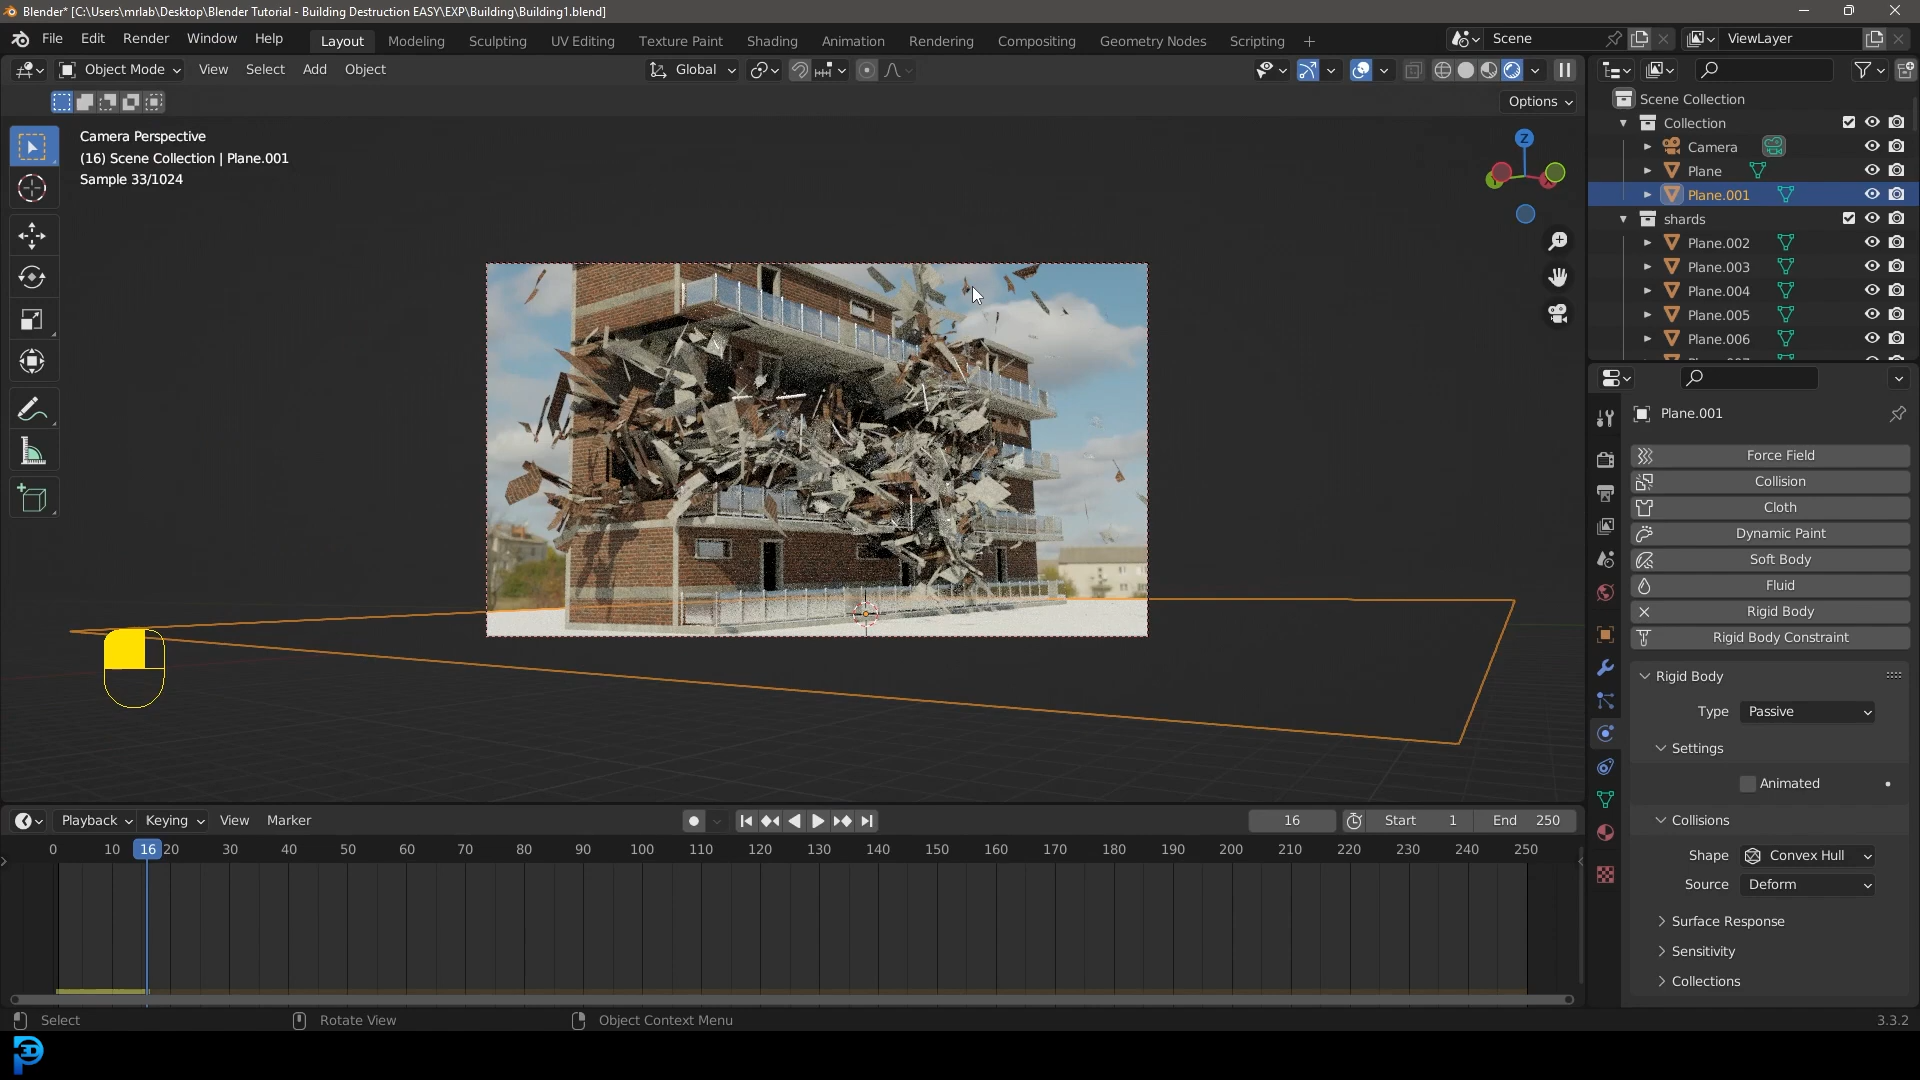 Blender* [C:\Users\mrlab\Desktop\Blender Tutorial - Building Destruction EASY\EXP\Building\Building1.blend]
File Edit Render Window Help
Layout Modeling Sculpting UV Editing Texture Paint Shading Animation Rendering Compositing Geometry Nodes Scripting +
Scene
ViewLayer
Object Mode View Select Add Object
Global
Options
Camera Perspective
(16) Scene Collection | Plane.001
Sample 33/1024
Z
Y
X
Scene Collection
Collection
Camera
Plane
Plane.001
shards
Plane.002
Plane.003
Plane.004
Plane.005
Plane.006
Plane.001
Force Field
Collision
Cloth
Dynamic Paint
Soft Body
Fluid
Rigid Body
Rigid Body Constraint
Rigid Body
Type Passive
Settings
Animated
Collisions
Shape Convex Hull
Source Deform
Surface Response
Sensitivity
Collections
Playback Keying View Marker
16 Start 1 End 250
0 10 16 20 30 40 50 60 70 80 90 100 110 120 130 140 150 160 170 180 190 200 210 220 230 240 250
Select Rotate View Object Context Menu 3.3.2
P3D